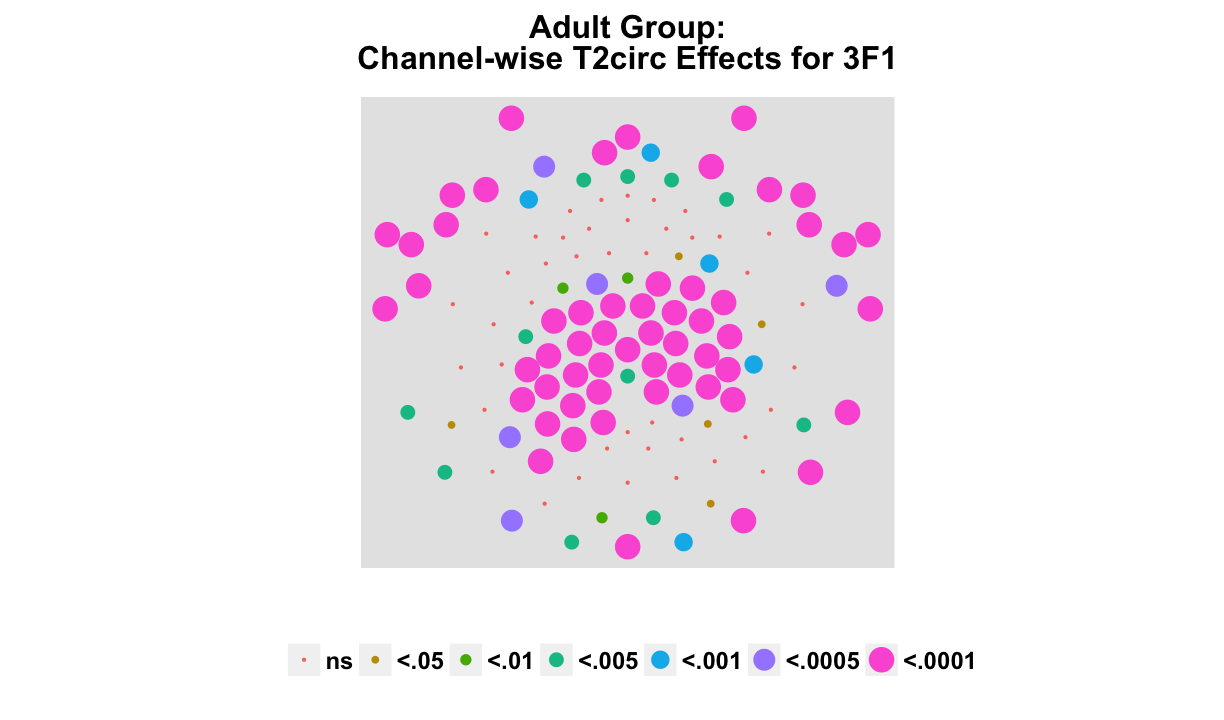 Adult Group:
Channel-wise T2circ Effects for 3F1
ns <.05 <.01 <.005 <.001 <.0005 <.0001